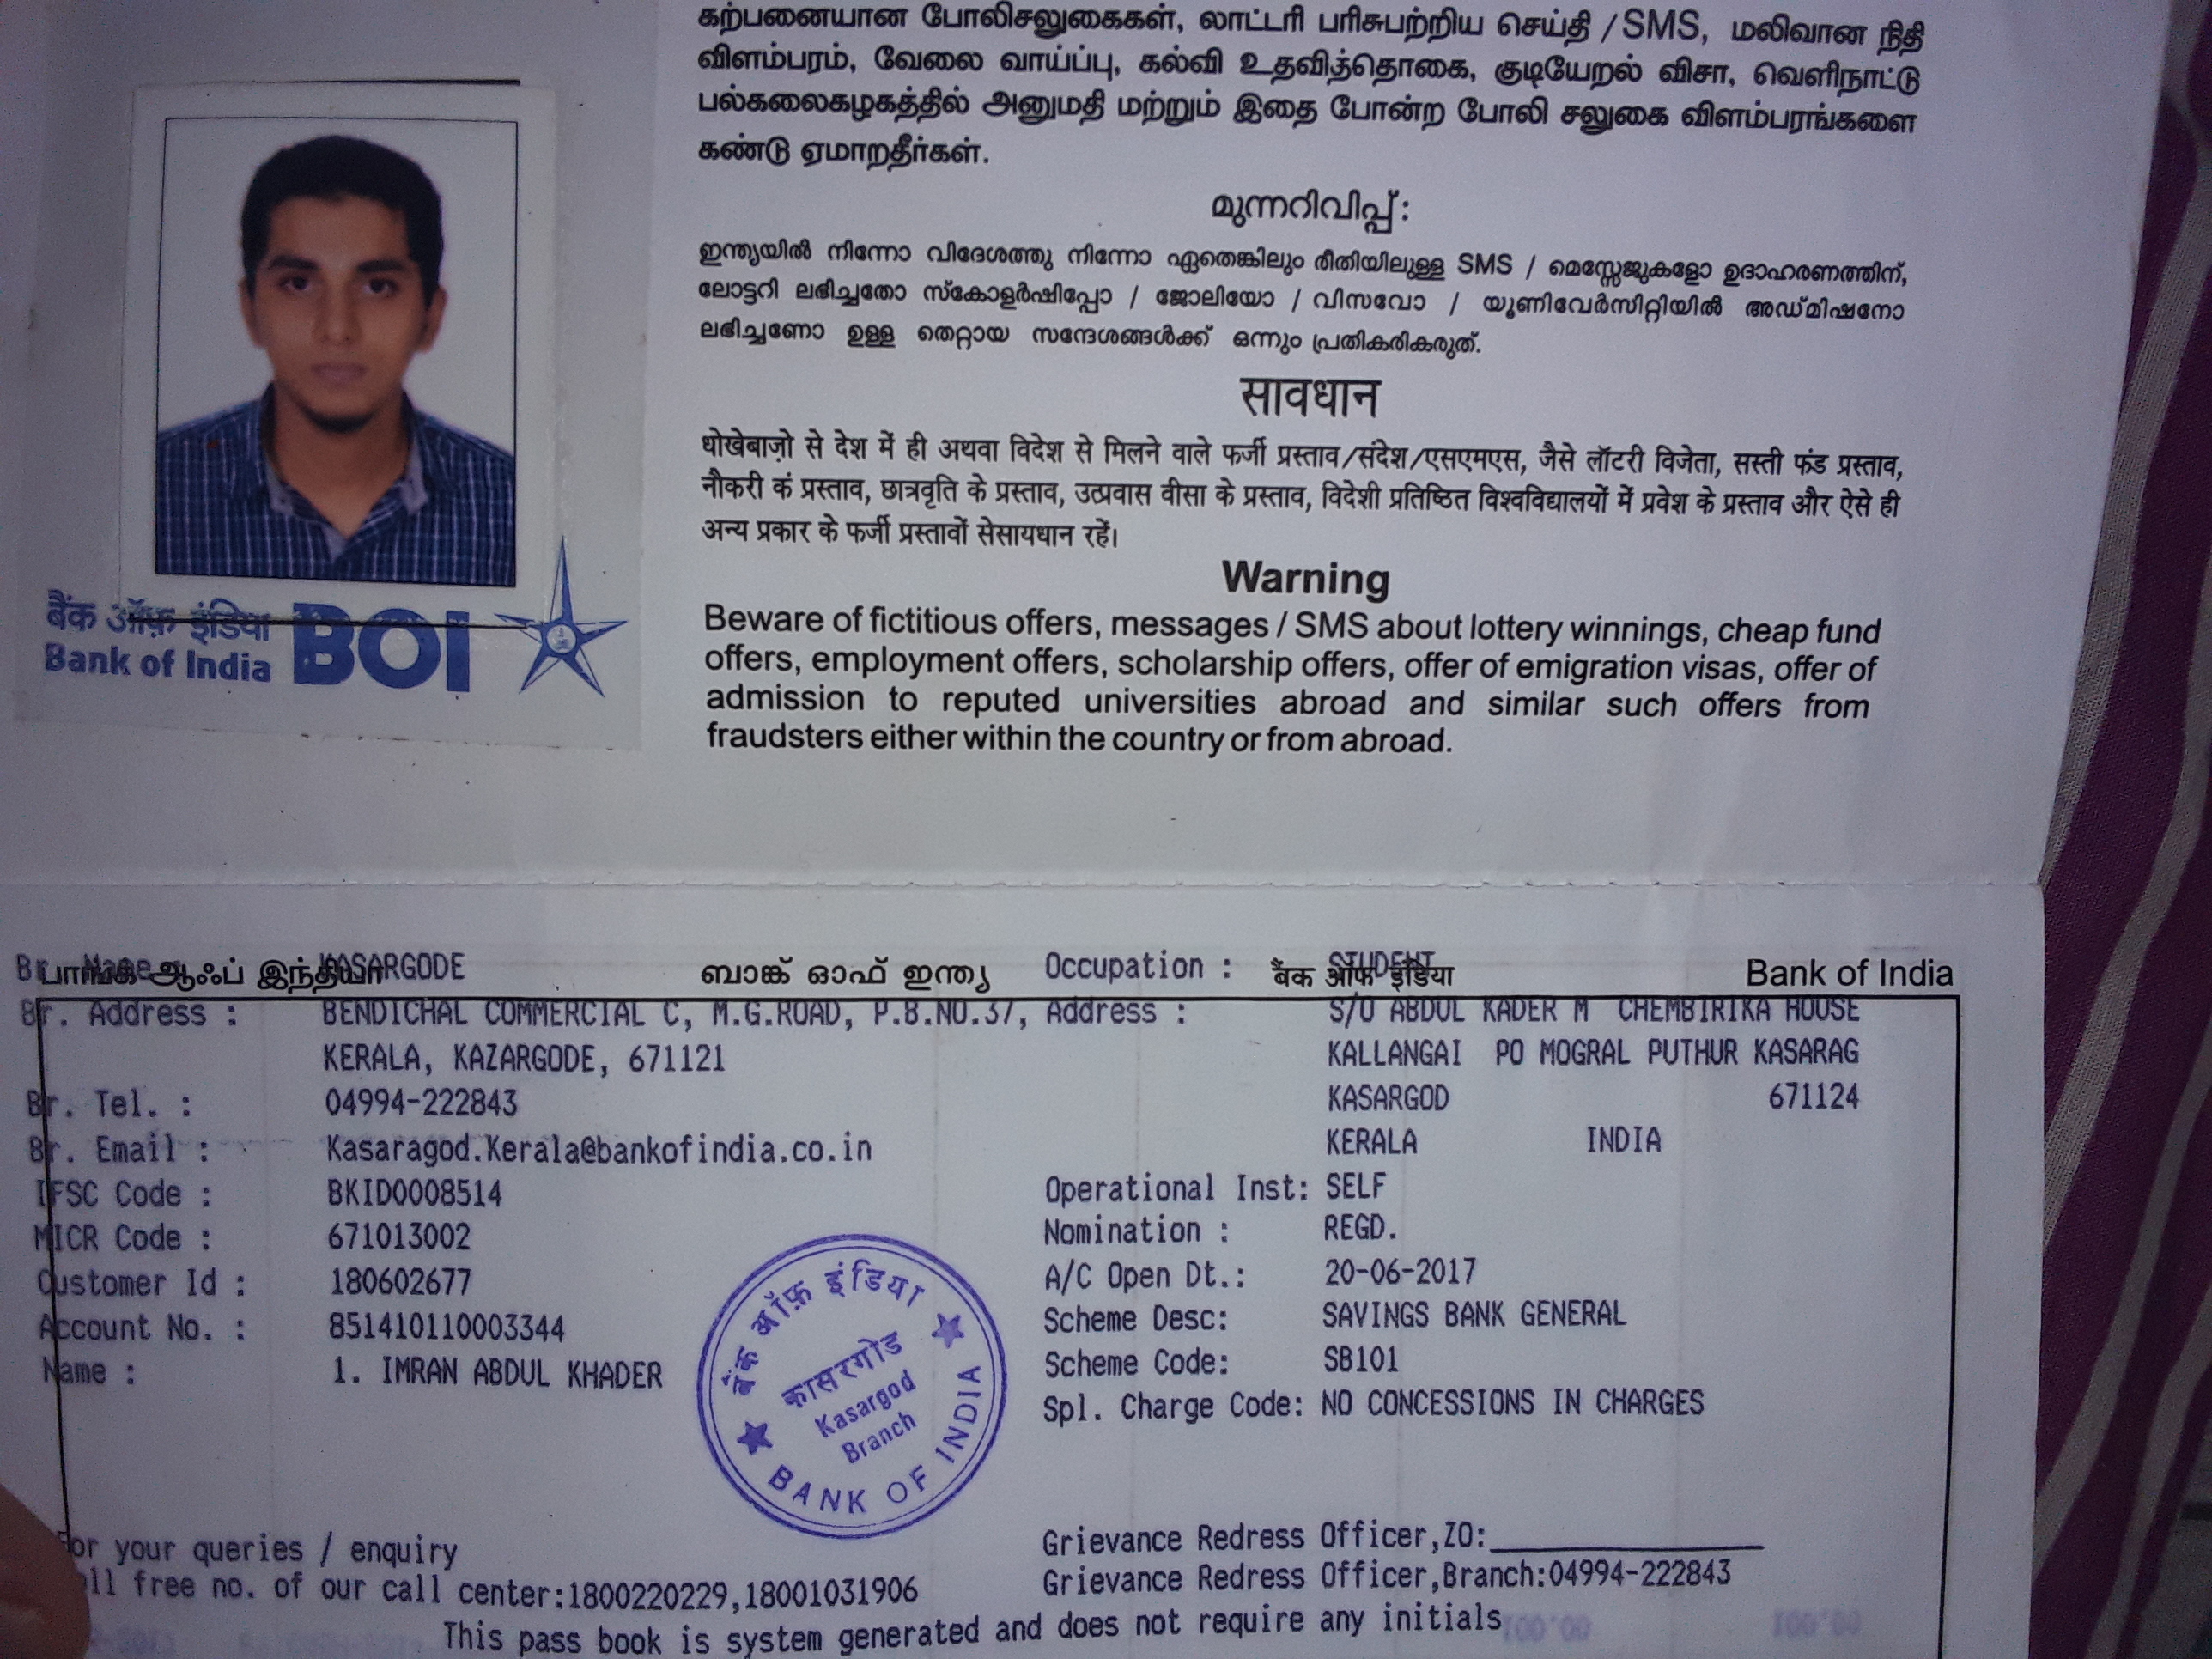 கற்பனையான போலிசலுகைகள், லாட்டரி பரிசுபற்றிய செய்தி / SMS, மலிவான நிதி
விளம்பரம், வேலை வாய்ப்பு, கல்வி உதவித்தொகை, குடியேறல் விசா, வெளிநாட்டு
பல்கலைகழகத்தில் அனுமதி மற்றும் இதை போன்ற போலி சலுகை விளம்பரங்களை
கண்டு ஏமாறதீர்கள்.
മുന്നറിവിപ്പ്:
ഇന്ത്യയിൽ നിന്നോ വിദേശത്തു നിന്നോ ഏതെങ്കിലും രീതിയിലുള്ള SMS / മെസ്സേജുകളോ ഉദാഹരണത്തിന്,
ലോട്ടറി ലഭിച്ചതോ സ്കോളർഷിപ്പോ / ജോലിയോ / വിസവോ / യൂണിവേർസിറ്റിയിൽ അഡ്മിഷനോ
ലഭിച്ചണോ ഉള്ള തെറ്റായ സന്ദേശങ്ങൾക്ക് ഒന്നും പ്രതികരികരുത്.
सावधान
धोखेबाज़ो से देश में ही अथवा विदेश से मिलने वाले फर्जी प्रस्ताव/संदेश/एसएमएस, जैसे लॉटरी विजेता, सस्ती फंड प्रस्ताव,
नौकरी कं प्रस्ताव, छात्रवृति के प्रस्ताव, उत्प्रवास वीसा के प्रस्ताव, विदेशी प्रतिष्ठित विश्वविद्यालयों में प्रवेश के प्रस्ताव और ऐसे ही
अन्य प्रकार के फर्जी प्रस्तावों सेसायधान रहें।
Warning
Beware of fictitious offers, messages / SMS about lottery winnings, cheap fund
offers, employment offers, scholarship offers, offer of emigration visas, offer of
admission to reputed universities abroad and similar such offers from
fraudsters either within the country or from abroad.
बैंक ऑफ़ इंडिया BOI
Bank of India
பாங்க் ஆஃப் இந்தியா ബാങ്ക് ഓഫ് ഇന്ത്യ बैंक ऑफ इंडिया Bank of India
Br. Name KASARGODE Occupation : STUDENT
Br. Address : BENDICHAL COMMERCIAL C, M.G.ROAD, P.B.NO.37, Address : S/O ABDUL KADER M CHEMBIRIKA HOUSE
KERALA, KAZARGODE, 671121 KALLANGAI PO MOGRAL PUTHUR KASARAG
Br. Tel. : 04994-222843 KASARGOD 671124
Br. Email : Kasaragod.Kerala@bankofindia.co.in KERALA INDIA
IFSC Code : BKID0008514 Operational Inst: SELF
MICR Code : 671013002 Nomination : REGD.
Customer Id : 180602677 A/C Open Dt.: 20-06-2017
Account No. : 851410110003344 Scheme Desc: SAVINGS BANK GENERAL
Name : 1. IMRAN ABDUL KHADER Scheme Code: SB101
Spl. Charge Code: NO CONCESSIONS IN CHARGES
बैंक ऑफ़ इंडिया
कासरगोड
Kasargod
Branch
BANK OF INDIA
For your queries / enquiry Grievance Redress Officer,ZO:
free no. of our call center:1800220229,18001031906 Grievance Redress Officer,Branch:04994-222843
This pass book is system generated and does not require any initials